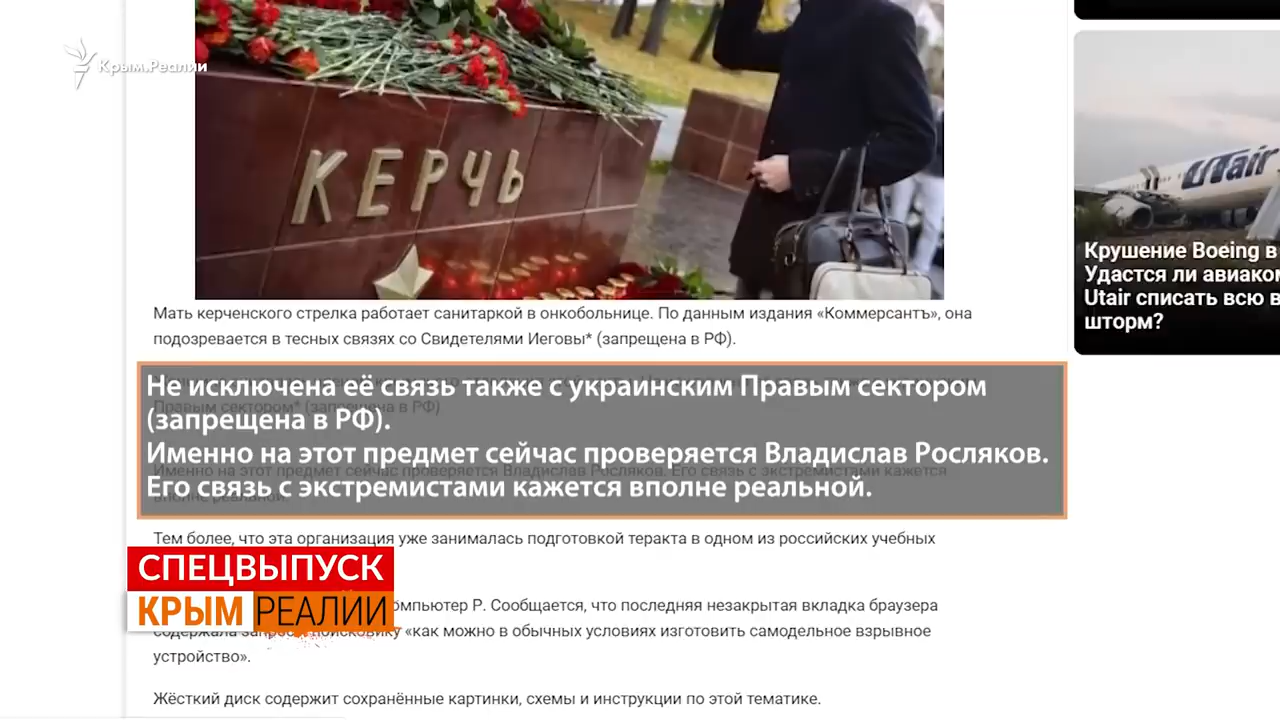 Крым.Реалии
КЕРЧЬ
UTair
Крушение Boeing в
Удастся ли авиаком
Utair списать всю в
шторм?
Мать керченского стрелка работает санитаркой в онкобольнице. По данным издания «Коммерсантъ», она
подозревается в тесных связях со Свидетелями Иеговы* (запрещена в РФ).
Не исключена её связь также с украинским Правым сектором
(запрещена в РФ).
Именно на этот предмет сейчас проверяется Владислав Росляков.
Его связь с экстремистами кажется вполне реальной.
Тем более, что эта организация уже занималась подготовкой теракта в одном из российских учебных
СПЕЦВЫПУСК
КРЫМ РЕАЛИИ
омпьютер Р. Сообщается, что последняя незакрытая вкладка браузера
содержала запрос поисковику «как можно в обычных условиях изготовить самодельное взрывное
устройство».
Жёсткий диск содержит сохранённые картинки, схемы и инструкции по этой тематике.